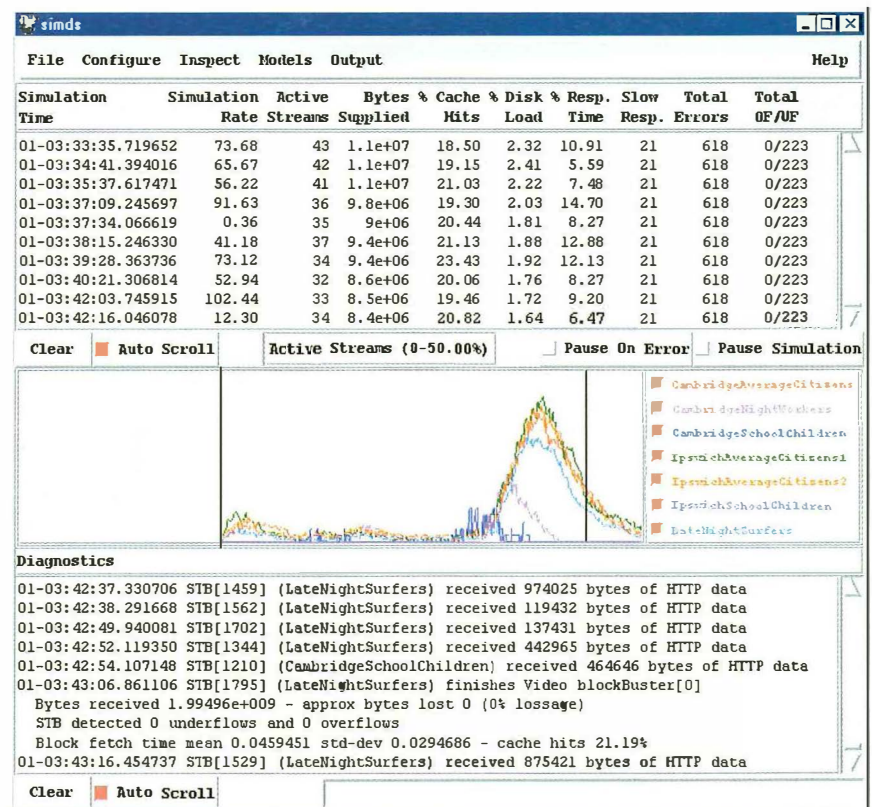 simds
File Configure Inspect Models Output Help
Simulation Simulation Active Bytes % Cache % Disk % Resp. Slow Total Total
Time Rate Streams Supplied Hits Load Time Resp. Errors OF/UF
01-03:33:35.719652 73.68 43 1.1e+07 18.50 2.32 10.91 21 618 0/223
01-03:34:41.394016 65.67 42 1.1e+07 19.15 2.41 5.59 21 618 0/223
01-03:35:37.617471 56.22 41 1.1e+07 21.03 2.22 7.48 21 618 0/223
01-03:37:09.245697 91.63 36 9.8e+06 19.30 2.03 14.70 21 618 0/223
01-03:37:34.066619 0.36 35 9e+06 20.44 1.81 8.27 21 618 0/223
01-03:38:15.246330 41.18 37 9.4e+06 21.13 1.88 12.88 21 618 0/223
01-03:39:28.363736 73.12 34 9.4e+06 23.43 1.92 12.13 21 618 0/223
01-03:40:21.306814 52.94 32 8.6e+06 20.06 1.76 8.27 21 618 0/223
01-03:42:03.745915 102.44 33 8.5e+06 19.46 1.72 9.20 21 618 0/223
01-03:42:16.046078 12.30 34 8.4e+06 20.82 1.64 6.47 21 618 0/223
Clear Auto Scroll Active Streams (0-50.00%) Pause On Error Pause Simulation
CambridgeAverageCitizens
CambridgeNightWorkers
CambridgeSchoolChildren
IpswichAverageCitizens1
IpswichAverageCitizens2
IpswichSchoolChildren
LateNightSurfers
Diagnostics
01-03:42:37.330706 STB[1459] (LateNightSurfers) received 974025 bytes of HTTP data
01-03:42:38.291668 STB[1562] (LateNightSurfers) received 119432 bytes of HTTP data
01-03:42:49.940081 STB[1702] (LateNightSurfers) received 137431 bytes of HTTP data
01-03:42:52.119350 STB[1344] (LateNightSurfers) received 442965 bytes of HTTP data
01-03:42:54.107148 STB[1210] (CambridgeSchoolChildren) received 464646 bytes of HTTP data
01-03:43:06.861106 STB[1795] (LateNightSurfers) finishes Video blockBuster[0]
Bytes received 1.99496e+009 - approx bytes lost 0 (0% lossage)
STB detected 0 underflows and 0 overflows
Block fetch time mean 0.0459451 std-dev 0.0294686 - cache hits 21.19%
01-03:43:16.454737 STB[1529] (LateNightSurfers) received 875421 bytes of HTTP data
Clear Auto Scroll